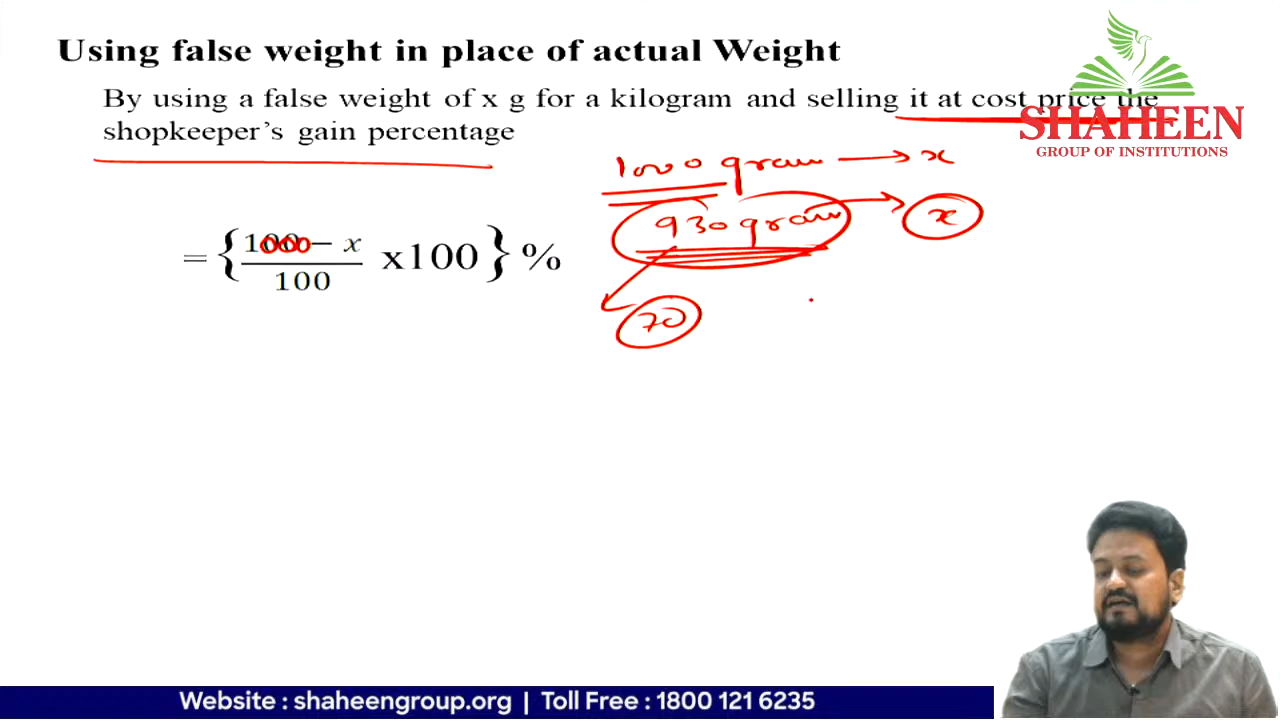 Using false weight in place of actual Weight
By using a false weight of x g for a kilogram and selling it at cost price the
shopkeeper's gain percentage
SHAHEEN
GROUP OF INSTITUTIONS
1000 gram → x
930 gram → x
= { 1000 - x / 100 x100 } %
70
Website : shaheengroup.org | Toll Free : 1800 121 6235